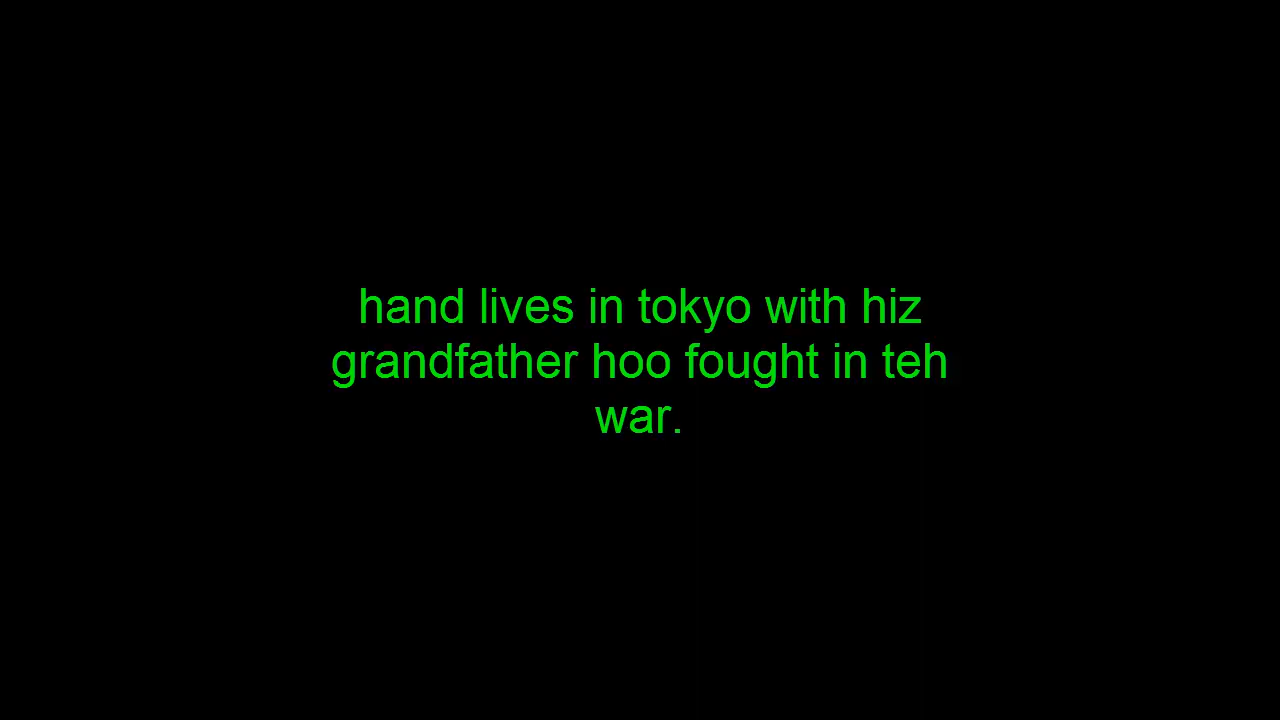 hand lives in tokyo with hiz
grandfather hoo fought in teh
war.